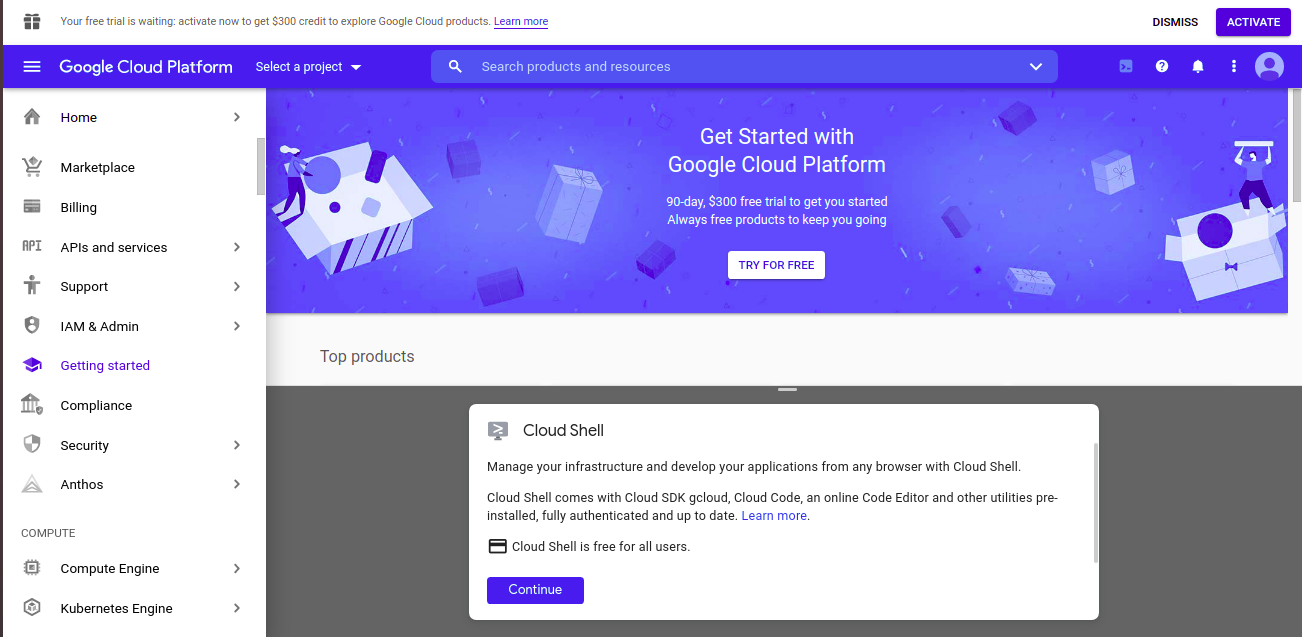 Your free trial is waiting: activate now to get $300 credit to explore Google Cloud products. Learn more
DISMISS
ACTIVATE
Google Cloud Platform
Select a project
Search products and resources
Home
Marketplace
Billing
API APIs and services
Support
IAM & Admin
Getting started
Compliance
Security
Anthos
COMPUTE
Compute Engine
Kubernetes Engine
Get Started with
Google Cloud Platform
90-day, $300 free trial to get you started
Always free products to keep you going
TRY FOR FREE
Top products
Cloud Shell
Manage your infrastructure and develop your applications from any browser with Cloud Shell.
Cloud Shell comes with Cloud SDK gcloud, Cloud Code, an online Code Editor and other utilities pre-
installed, fully authenticated and up to date. Learn more.
Cloud Shell is free for all users.
Continue